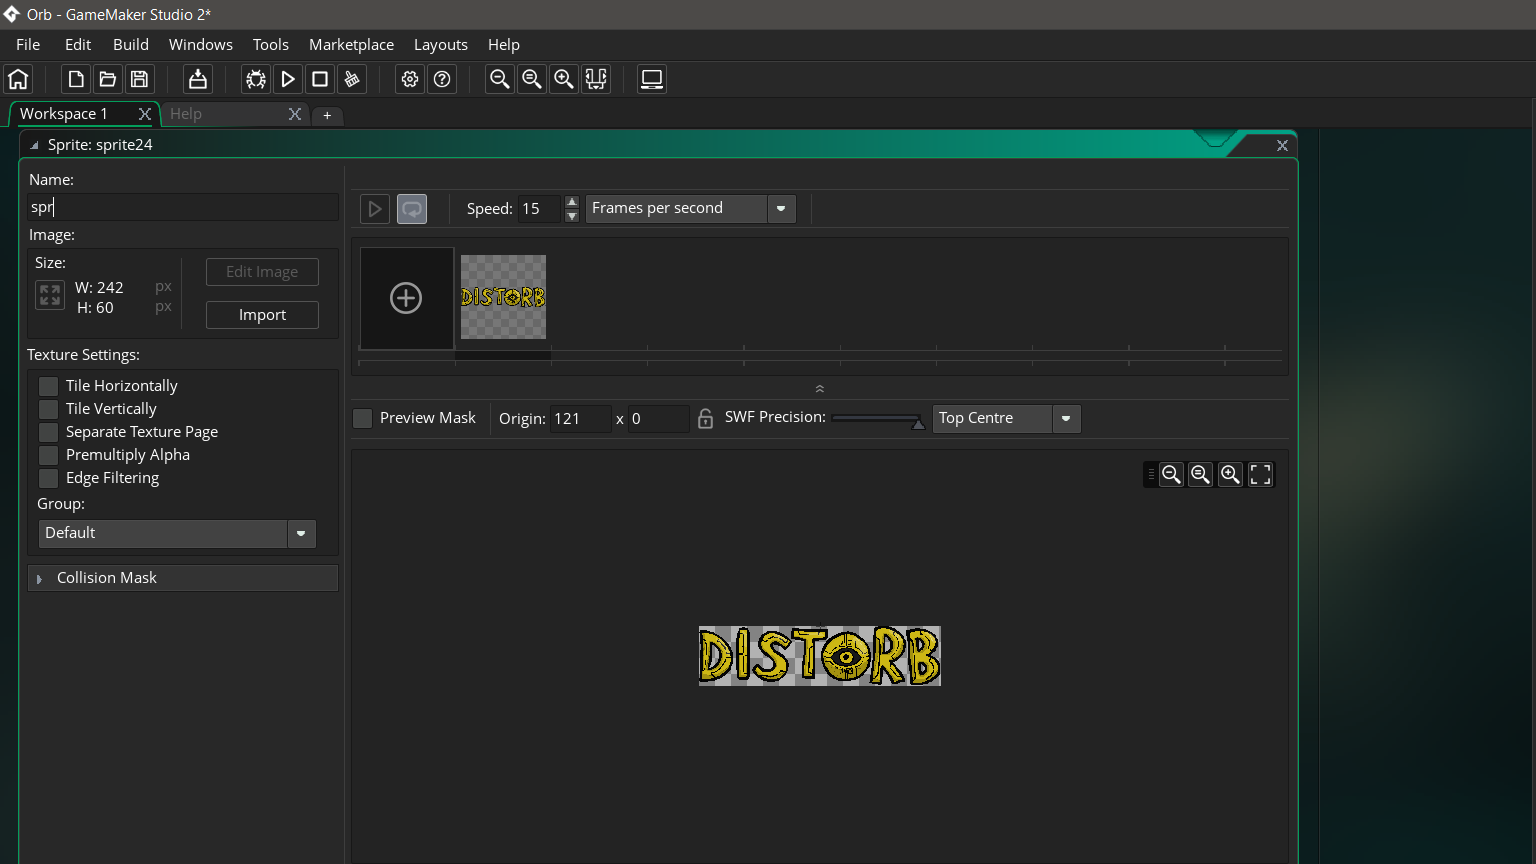 Orb - GameMaker Studio 2*
File Edit Build Windows Tools Marketplace Layouts Help
Workspace 1 Help +
Sprite: sprite24
Name:
spr
Speed: 15 Frames per second
Image:
Size:
W: 242 px
H: 60 px
Edit Image
Import
DISTORB
Texture Settings:
Tile Horizontally
Tile Vertically
Separate Texture Page
Premultiply Alpha
Edge Filtering
Group:
Default
Collision Mask
Preview Mask Origin: 121 x 0 SWF Precision: Top Centre
DISTORB